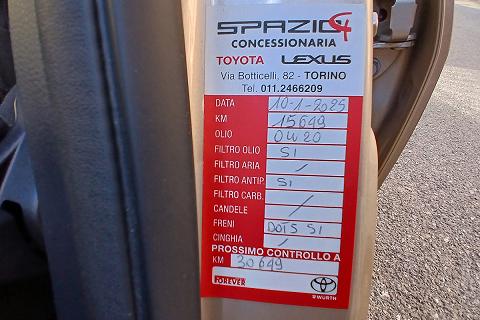 SPAZIO4
CONCESSIONARIA
TOYOTA LEXUS
Via Botticelli, 82 - TORINO
Tel. 011.2466209
DATA 10-1-2025
KM 15649
OLIO 0W20
FILTRO OLIO SI
FILTRO ARIA /
FILTRO ANTIP. SI
FILTRO CARB. /
CANDELE /
FRENI DOT5 SI
CINGHIA /
PROSSIMO CONTROLLO A
KM 30649
FOREVER
WÜRTH